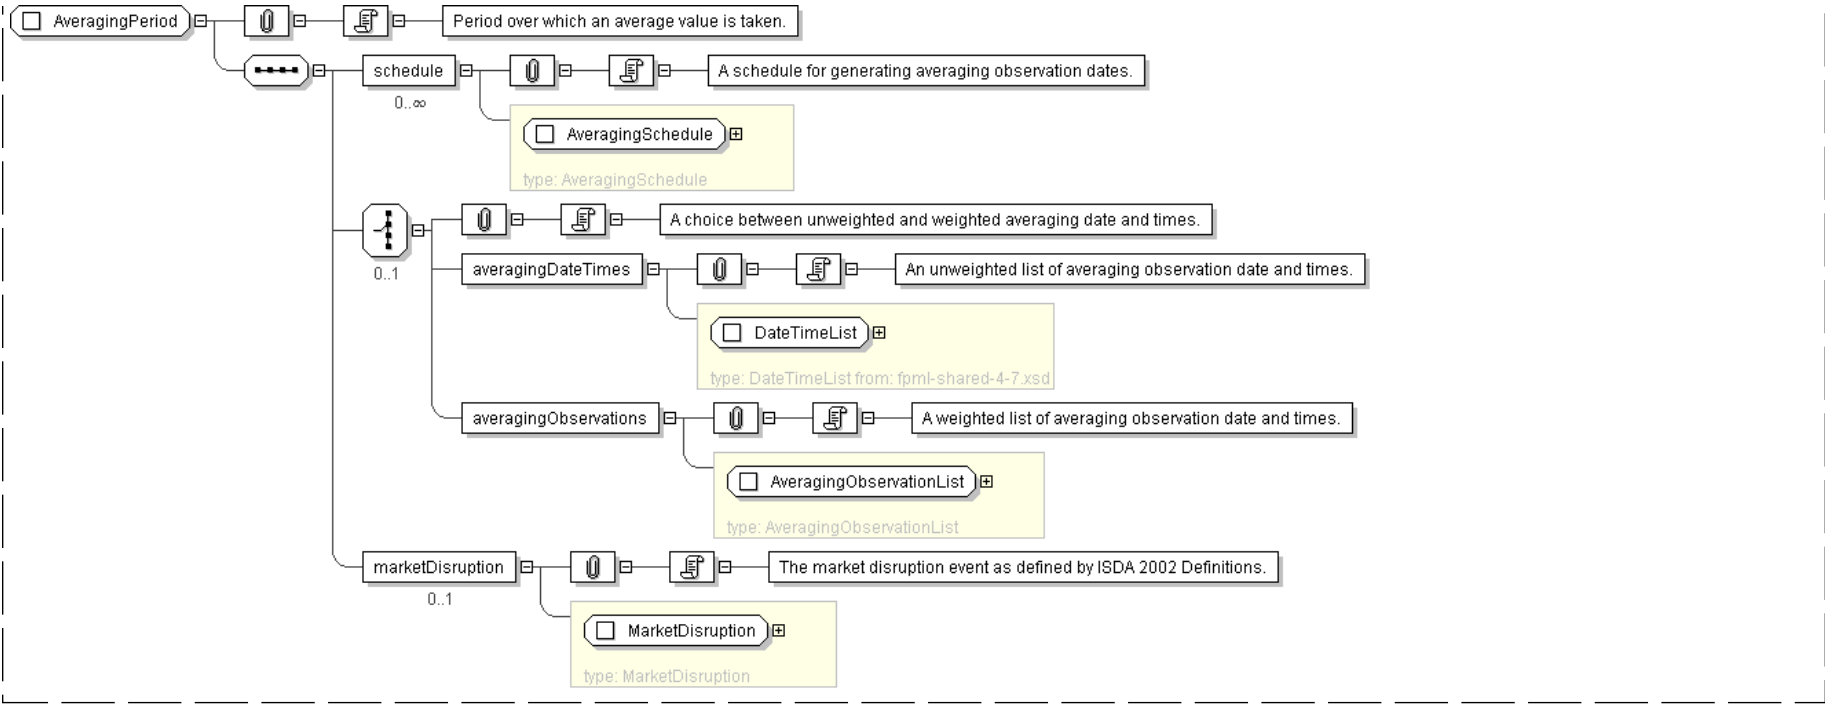 AveragingPeriod
Period over which an average value is taken.
schedule
A schedule for generating averaging observation dates.
0..∞
AveragingSchedule
type: AveragingSchedule
A choice between unweighted and weighted averaging date and times.
0..1
averagingDateTimes
An unweighted list of averaging observation date and times.
DateTimeList
type: DateTimeList from: fpml-shared-4-7.xsd
averagingObservations
A weighted list of averaging observation date and times.
AveragingObservationList
type: AveragingObservationList
marketDisruption
The market disruption event as defined by ISDA 2002 Definitions.
0..1
MarketDisruption
type: MarketDisruption